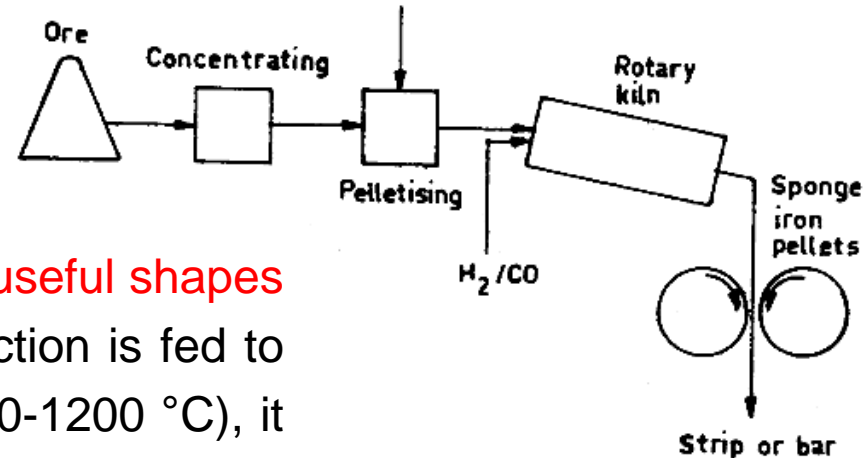 Ore
Concentrating
Pelletising
H₂/CO
Rotary
kiln
Sponge
iron
pellets
Strip or bar
useful shapes
ction is fed to
0-1200 °C), it